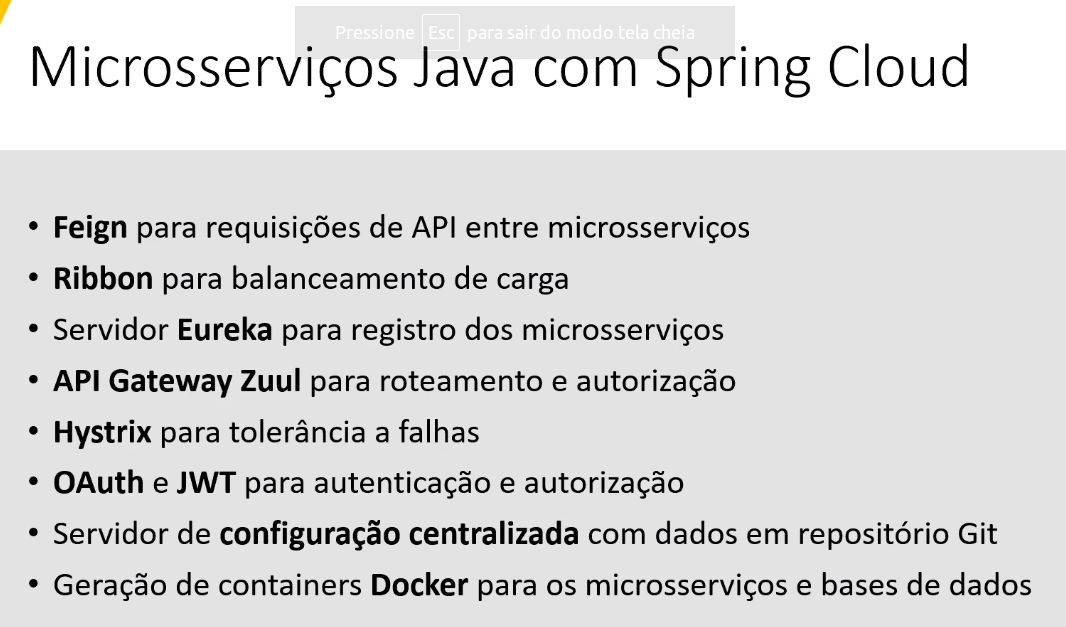 Pressione Esc para sair do modo tela cheia
Microsserviços Java com Spring Cloud
• Feign para requisições de API entre microsserviços
• Ribbon para balanceamento de carga
• Servidor Eureka para registro dos microsserviços
• API Gateway Zuul para roteamento e autorização
• Hystrix para tolerância a falhas
• OAuth e JWT para autenticação e autorização
• Servidor de configuração centralizada com dados em repositório Git
• Geração de containers Docker para os microsserviços e bases de dados